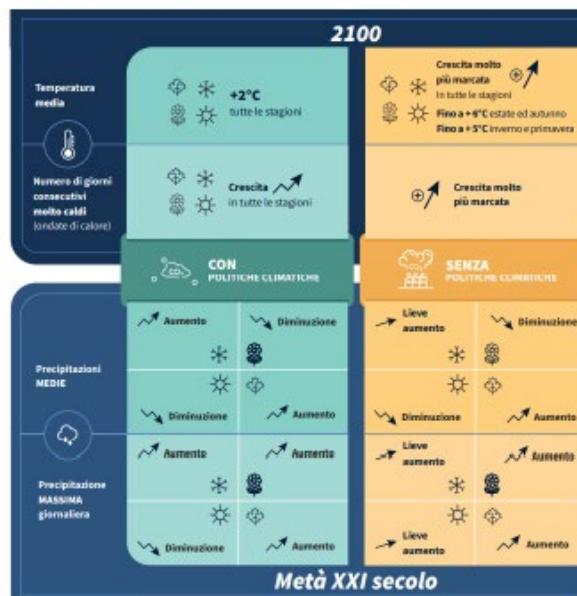 2100
Temperatura
media
+2°C
tutte le stagioni
Crescita molto
più marcata
In tutte le stagioni
Fino a + 6°C estate ed autunno
Fino a + 5°C inverno e primavera
Numero di giorni
consecutivi
molto caldi
(ondate di calore)
Crescita
in tutte le stagioni
Crescita molto
più marcata
CO₂
CON
POLITICHE CLIMATICHE
CO₂
SENZA
POLITICHE CLIMATICHE
Precipitazioni
MEDIE
Aumento
Diminuzione
Lieve
aumento
Diminuzione
Diminuzione
Aumento
Diminuzione
Aumento
Precipitazione
MASSIMA
giornaliera
Aumento
Aumento
Lieve
aumento
Aumento
Diminuzione
Aumento
Lieve
aumento
Aumento
Metà XXI secolo